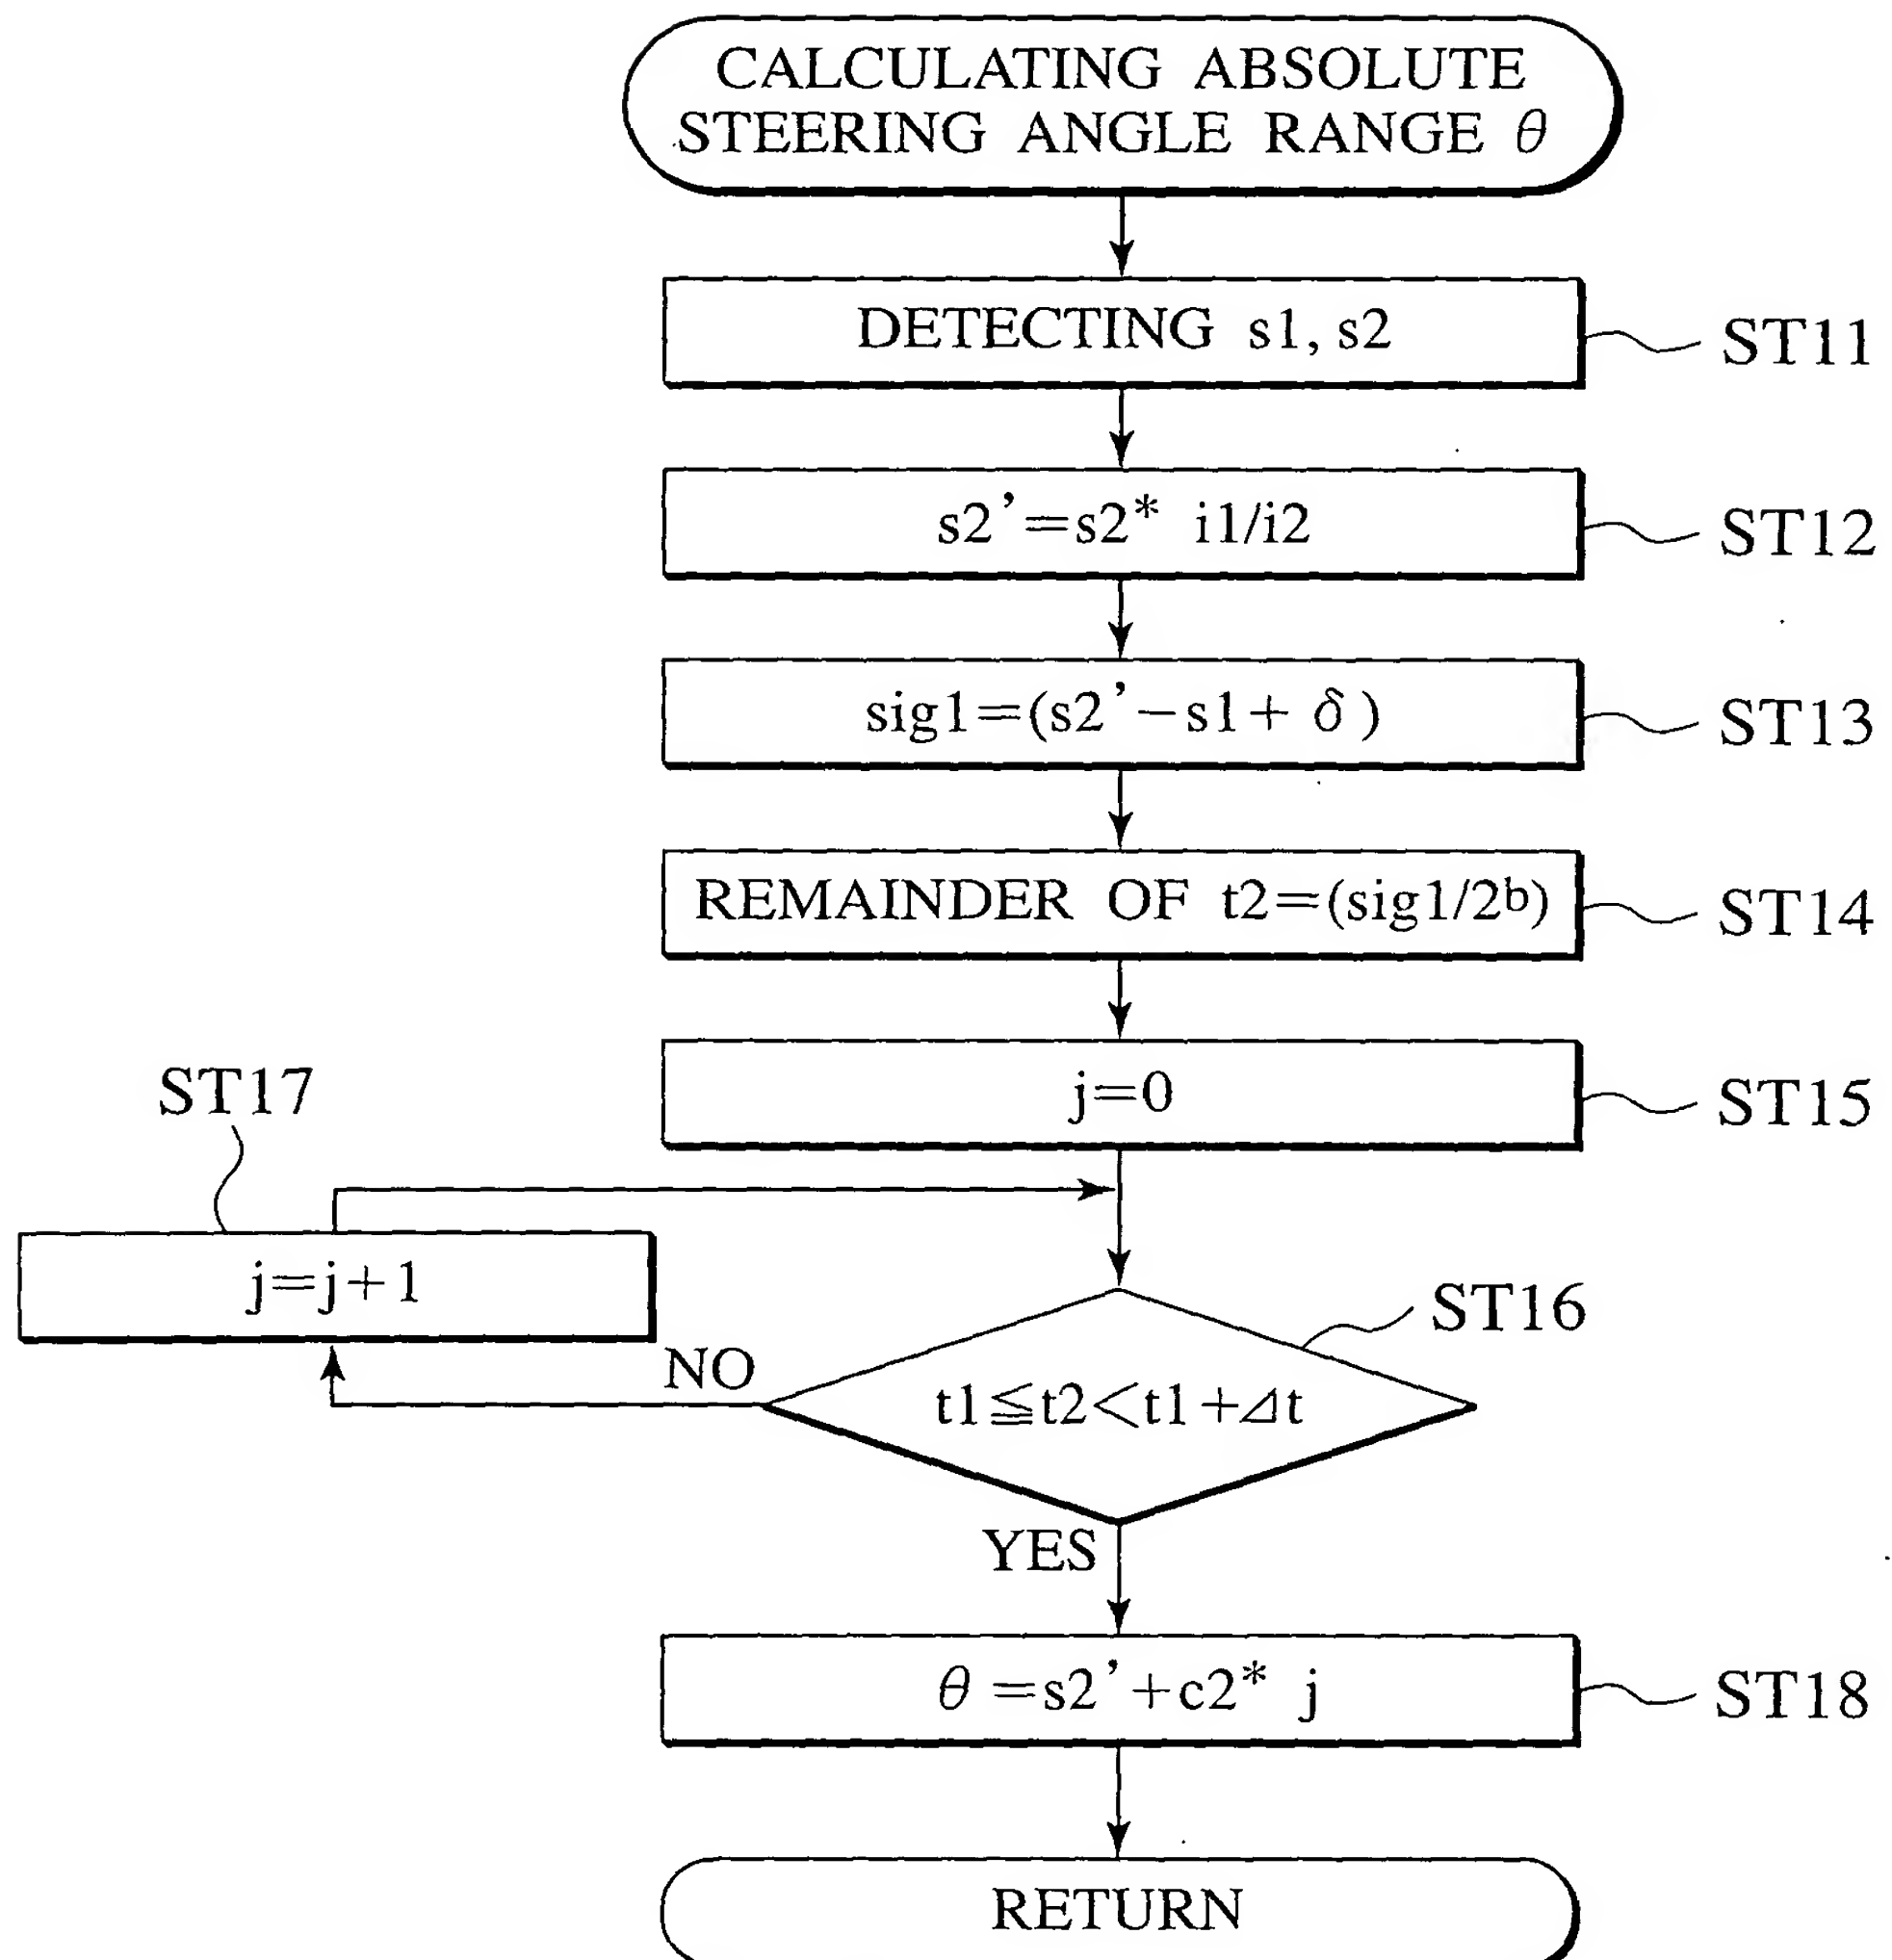 CALCULATING ABSOLUTE
STEERING ANGLE RANGE θ
DETECTING s1, s2
ST11
s2’=s2* i1/i2
ST12
sig1=(s2’−s1+ δ )
ST13
REMAINDER OF t2=(sig1/2b)
ST14
j=0
ST15
ST17
j=j+1
ST16
NO
t1≦t2<t1+Δt
YES
θ =s2’+c2* j
ST18
RETURN